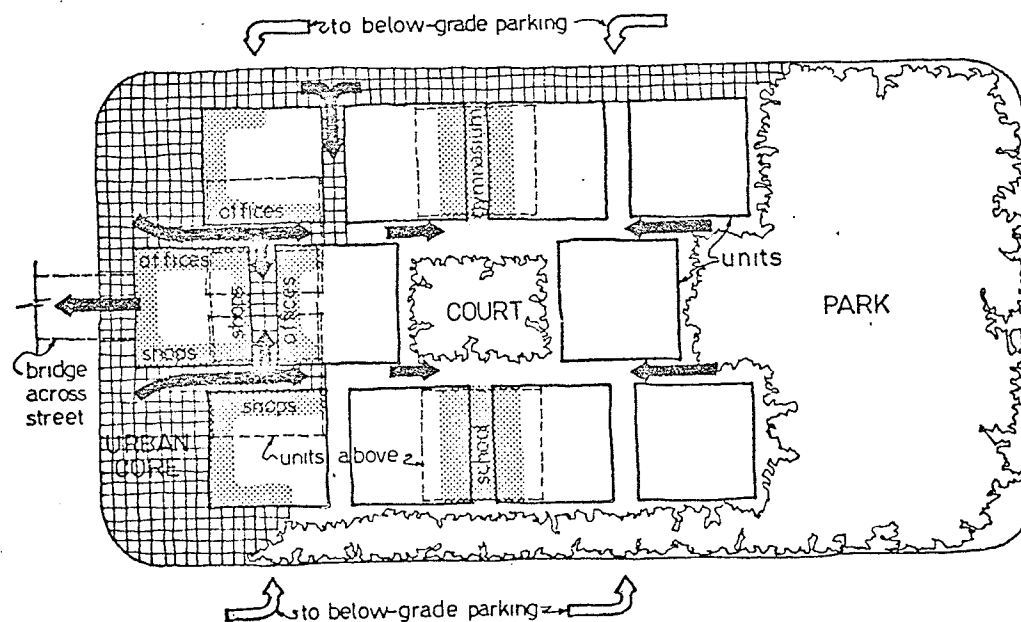 to below-grade parking
gymnasium
offices
offices
shops
offices
units
COURT
PARK
shops
bridge
across
street
shops
URBAN
CORE
units above
school
to below-grade parking